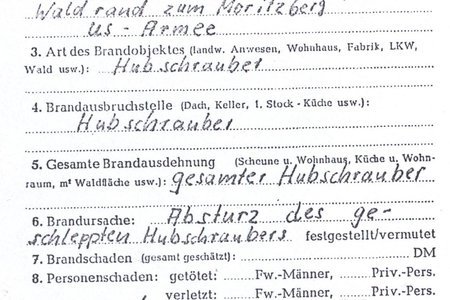 Waldrand zum Moritzberg
US-Armee
3. Art des Brandobjektes (landw. Anwesen, Wohnhaus, Fabrik, LKW,
Wald usw.): Hubschrauber
4. Brandausbruchstelle (Dach, Keller, 1. Stock - Küche usw.):
Hubschrauber
5. Gesamte Brandausdehnung (Scheune u. Wohnhaus, Küche u. Wohn-
raum, m² Waldfläche usw.): gesamter Hubschrauber
6. Brandursache: Absturz des ge-
schleppten Hubschraubers festgestellt/vermutet
7. Brandschaden (gesamt geschätzt): DM
8. Personenschaden: getötet: Fw.-Männer, Priv.-Pers.
verletzt: Fw.-Männer, Priv.-Pers.